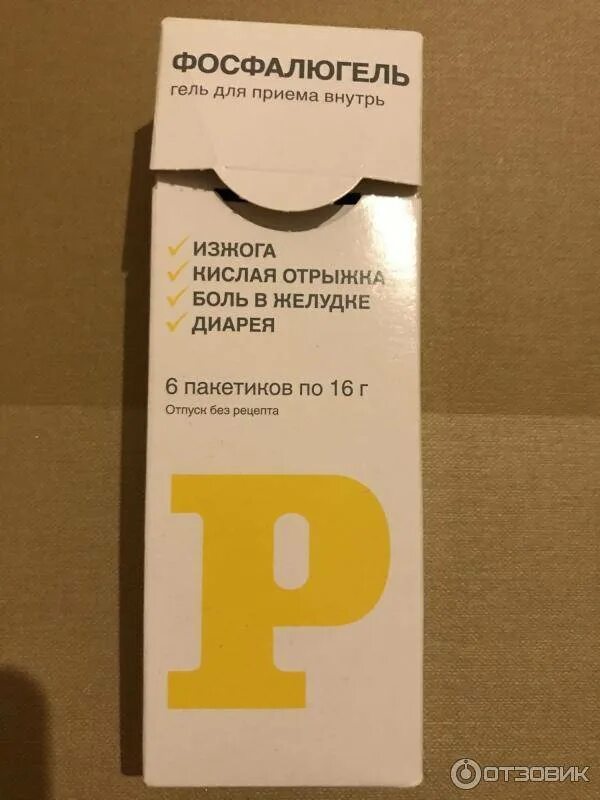 ФОСФАЛЮГЕЛЬ
гель для приема внутрь
ИЗЖОГА
КИСЛАЯ ОТРЫЖКА
БОЛЬ В ЖЕЛУДКЕ
ДИАРЕЯ
6 пакетиков по 16 г
Отпуск без рецепта
P
ОТЗОВИК